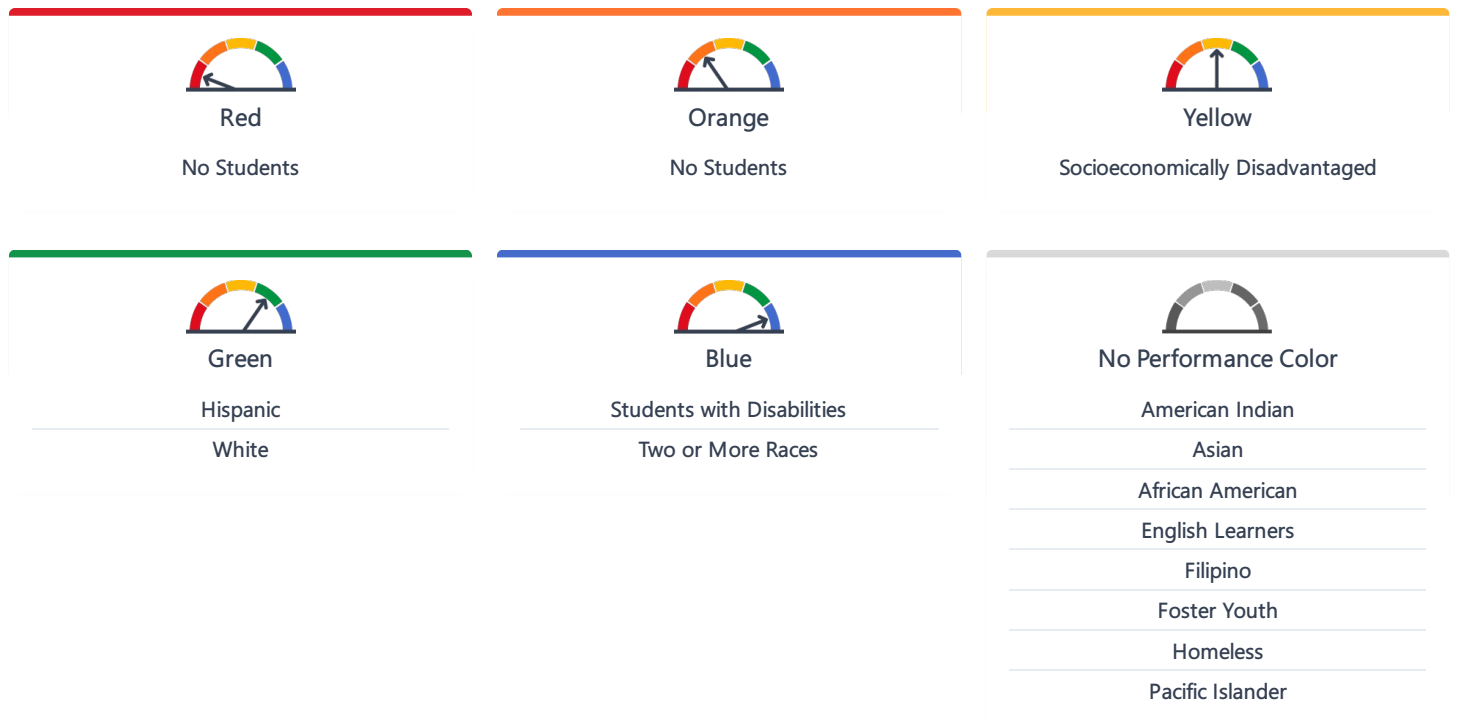 Red
No Students
Orange
No Students
Yellow
Socioeconomically Disadvantaged
Green
Hispanic
White
Blue
Students with Disabilities
Two or More Races
No Performance Color
American Indian
Asian
African American
English Learners
Filipino
Foster Youth
Homeless
Pacific Islander